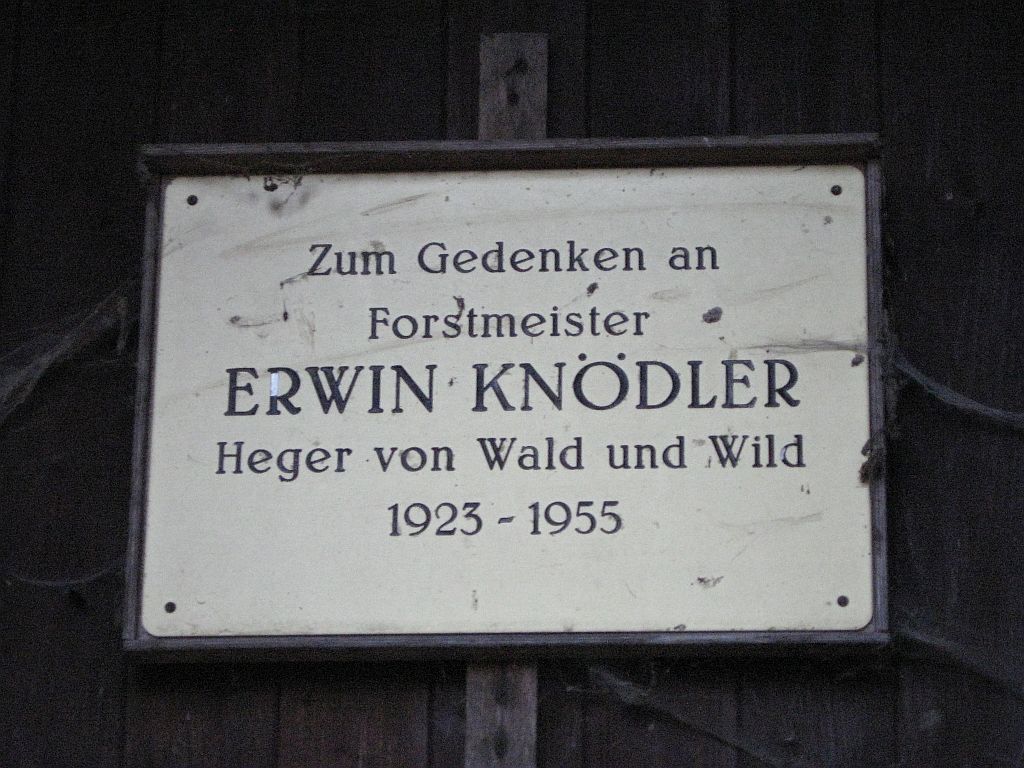 Zum Gedenken an
Forstmeister
ERWIN KNÖDLER
Heger von Wald und Wild
1923 - 1955